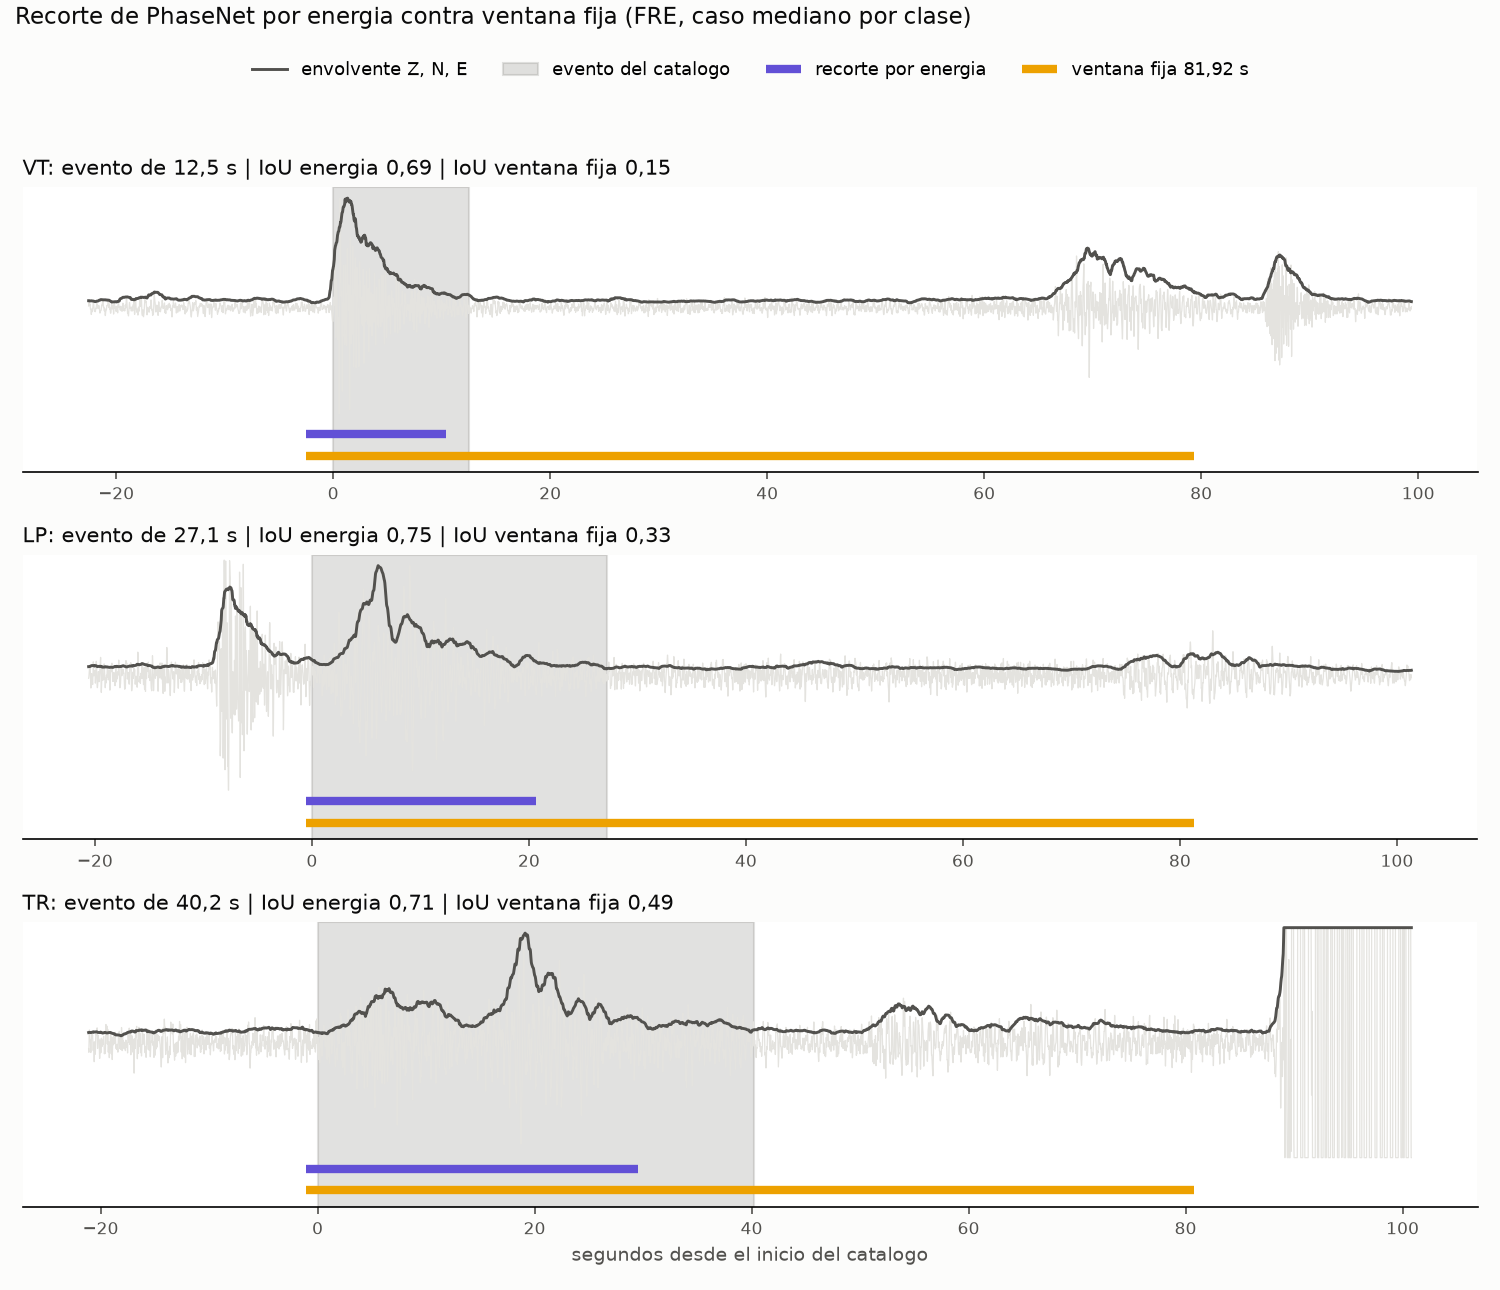 Recorte de PhaseNet por energia contra ventana fija (FRE, caso mediano por clase)
envolvente Z, N, E
evento del catalogo
recorte por energia
ventana fija 81,92 s
VT: evento de 12,5 s | IoU energia 0,69 | IoU ventana fija 0,15
−20 0 20 40 60 80 100
LP: evento de 27,1 s | IoU energia 0,75 | IoU ventana fija 0,33
−20 0 20 40 60 80 100
TR: evento de 40,2 s | IoU energia 0,71 | IoU ventana fija 0,49
−20 0 20 40 60 80 100
segundos desde el inicio del catalogo